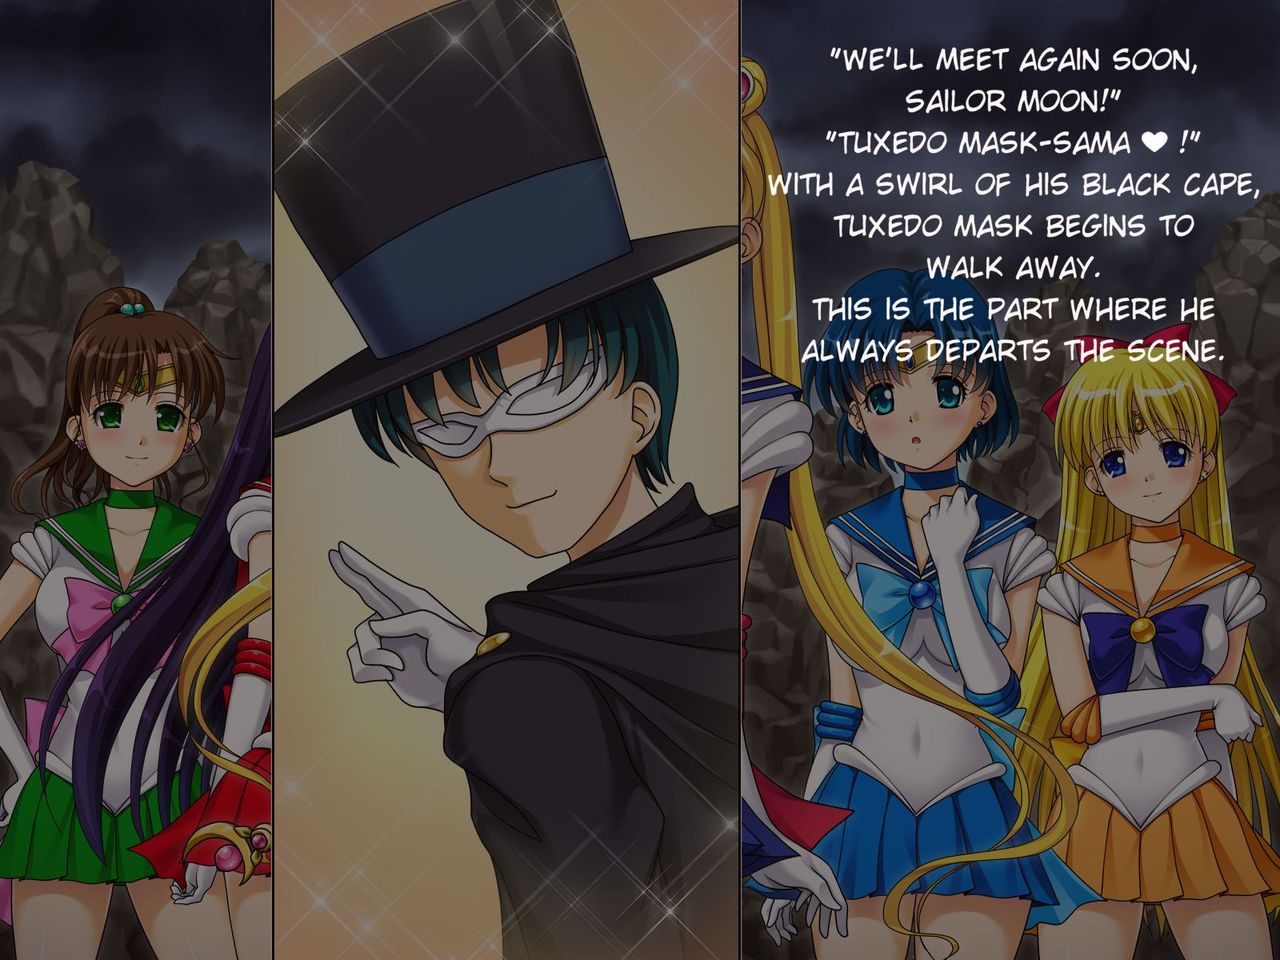 "WE'LL MEET AGAIN SOON,
SAILOR MOON!"
"TUXEDO MASK-SAMA ♥ !"
WITH A SWIRL OF HIS BLACK CAPE,
TUXEDO MASK BEGINS TO
WALK AWAY.
THIS IS THE PART WHERE HE
ALWAYS DEPARTS THE SCENE.